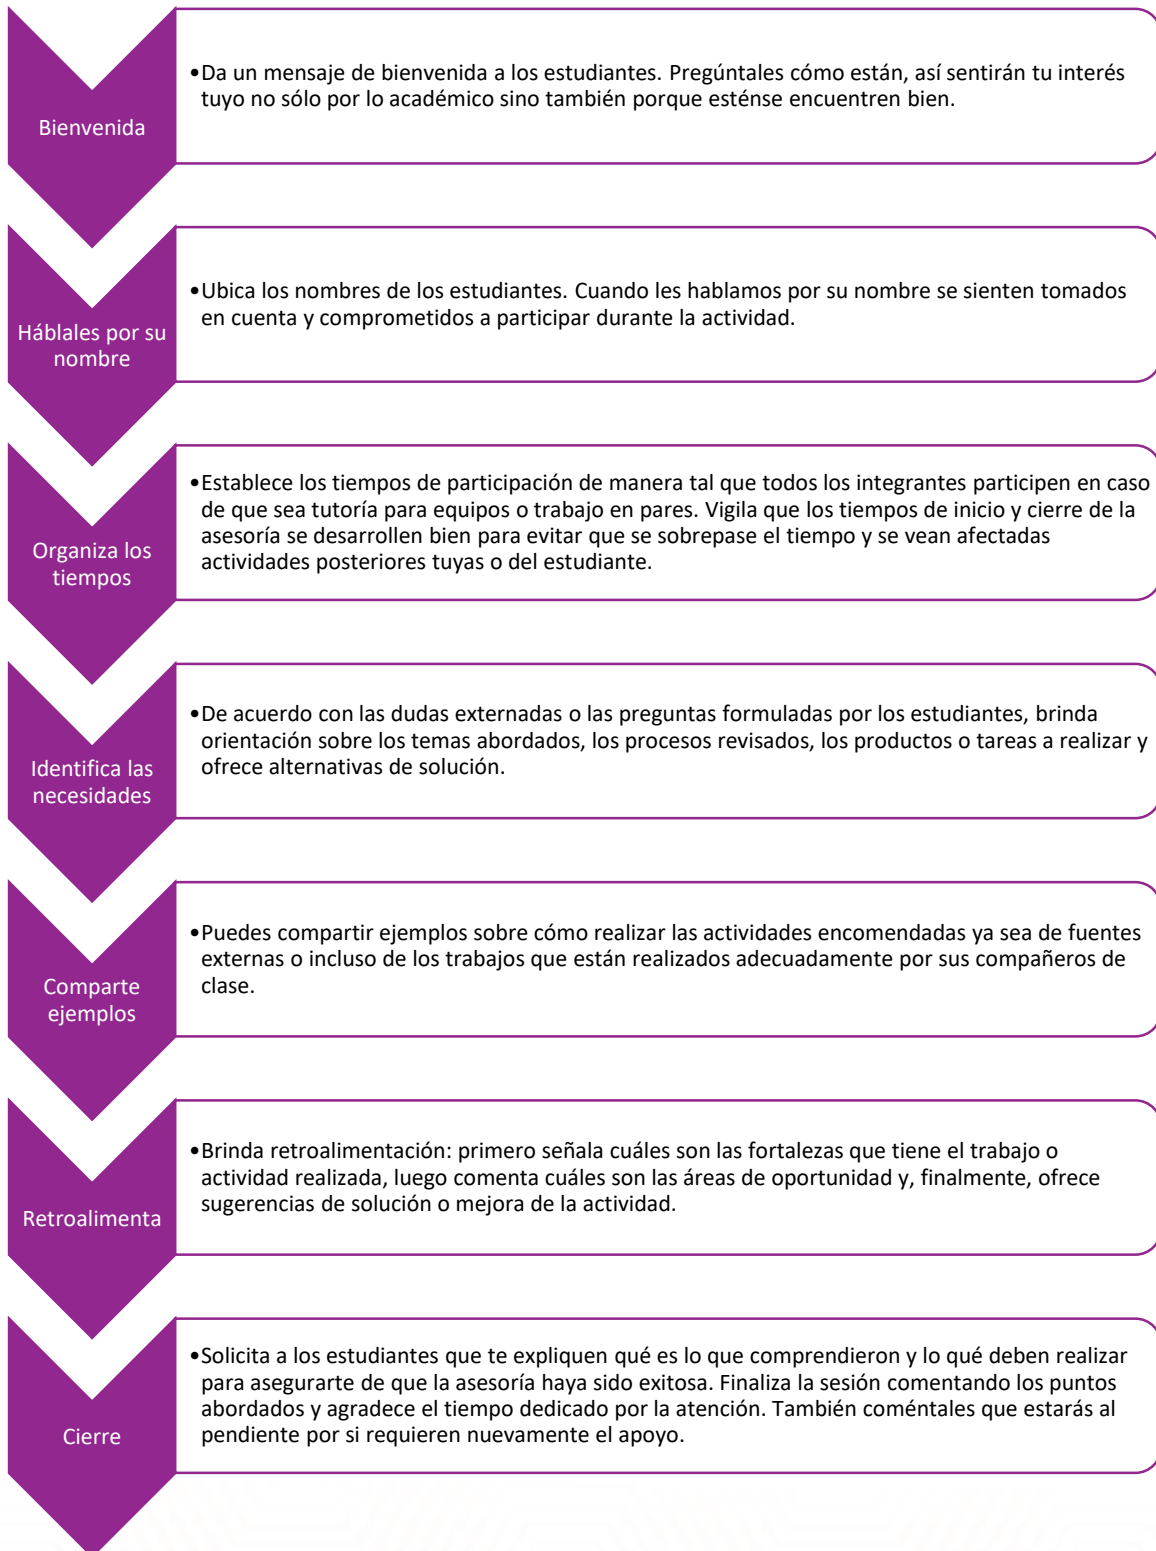 Bienvenida
•Da un mensaje de bienvenida a los estudiantes. Pregúntales cómo están, así sentirán tu interés
tuyo no sólo por lo académico sino también porque esténse encuentren bien.
Háblales por su
nombre
•Ubica los nombres de los estudiantes. Cuando les hablamos por su nombre se sienten tomados
en cuenta y comprometidos a participar durante la actividad.
Organiza los
tiempos
•Establece los tiempos de participación de manera tal que todos los integrantes participen en caso
de que sea tutoría para equipos o trabajo en pares. Vigila que los tiempos de inicio y cierre de la
asesoría se desarrollen bien para evitar que se sobrepase el tiempo y se vean afectadas
actividades posteriores tuyas o del estudiante.
Identifica las
necesidades
•De acuerdo con las dudas externadas o las preguntas formuladas por los estudiantes, brinda
orientación sobre los temas abordados, los procesos revisados, los productos o tareas a realizar y
ofrece alternativas de solución.
Comparte
ejemplos
•Puedes compartir ejemplos sobre cómo realizar las actividades encomendadas ya sea de fuentes
externas o incluso de los trabajos que están realizados adecuadamente por sus compañeros de
clase.
Retroalimenta
•Brinda retroalimentación: primero señala cuáles son las fortalezas que tiene el trabajo o
actividad realizada, luego comenta cuáles son las áreas de oportunidad y, finalmente, ofrece
sugerencias de solución o mejora de la actividad.
Cierre
•Solicita a los estudiantes que te expliquen qué es lo que comprendieron y lo qué deben realizar
para asegurarte de que la asesoría haya sido exitosa. Finaliza la sesión comentando los puntos
abordados y agradece el tiempo dedicado por la atención. También coméntales que estarás al
pendiente por si requieren nuevamente el apoyo.